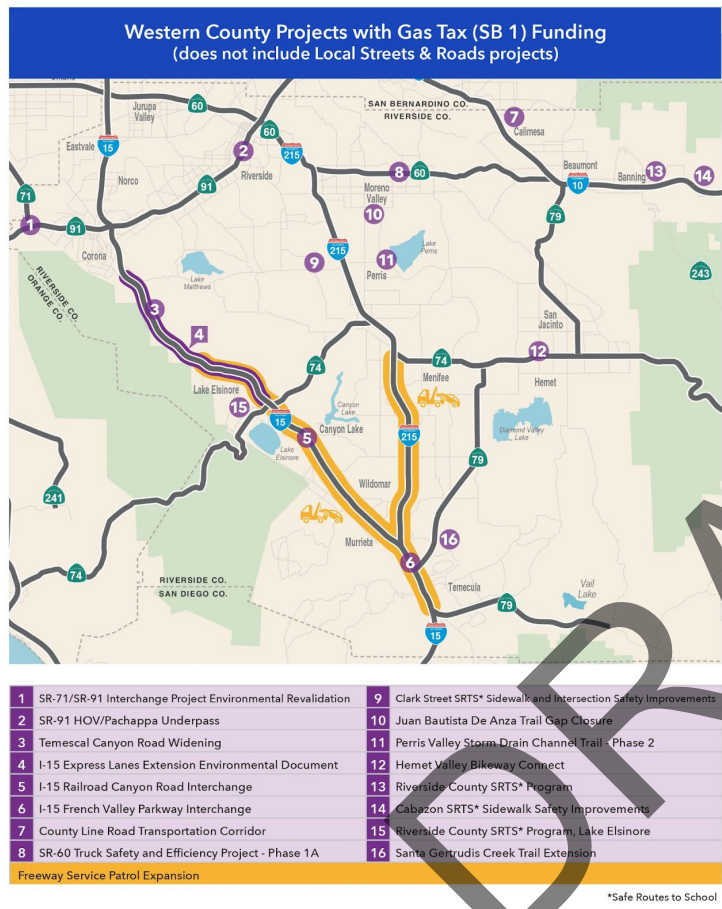 Western County Projects with Gas Tax (SB 1) Funding
(does not include Local Streets & Roads projects)
SAN BERNARDINO CO.
RIVERSIDE CO.
Jurupa
Valley
60
60
7
Calimesa
Eastvale
15
2
215
Norco
Riverside
91
8
60
Moreno
Valley
Beaumont
10
Banning
13
14
71
1
91
10
79
Corona
9
215
11
Lake
Perris
Perris
243
RIVERSIDE CO.
ORANGE CO.
Lake
Matthews
3
4
San
Jacinto
12
74
74
Menifee
Hemet
Lake Elsinore
15
15
Canyon
Lake
5
Canyon Lake
215
Diamond Valley
Lake
Lake
Elsinore
79
241
Wildomar
Murrieta
16
6
74
RIVERSIDE CO.
SAN DIEGO CO.
Temecula
Vail
Lake
79
15
1 SR-71/SR-91 Interchange Project Environmental Revalidation
2 SR-91 HOV/Pachappa Underpass
3 Temescal Canyon Road Widening
4 I-15 Express Lanes Extension Environmental Document
5 I-15 Railroad Canyon Road Interchange
6 I-15 French Valley Parkway Interchange
7 County Line Road Transportation Corridor
8 SR-60 Truck Safety and Efficiency Project - Phase 1A
9 Clark Street SRTS* Sidewalk and Intersection Safety Improvements
10 Juan Bautista De Anza Trail Gap Closure
11 Perris Valley Storm Drain Channel Trail - Phase 2
12 Hemet Valley Bikeway Connect
13 Riverside County SRTS* Program
14 Cabazon SRTS* Sidewalk Safety Improvements
15 Riverside County SRTS* Program, Lake Elsinore
16 Santa Gertrudis Creek Trail Extension
Freeway Service Patrol Expansion
*Safe Routes to School